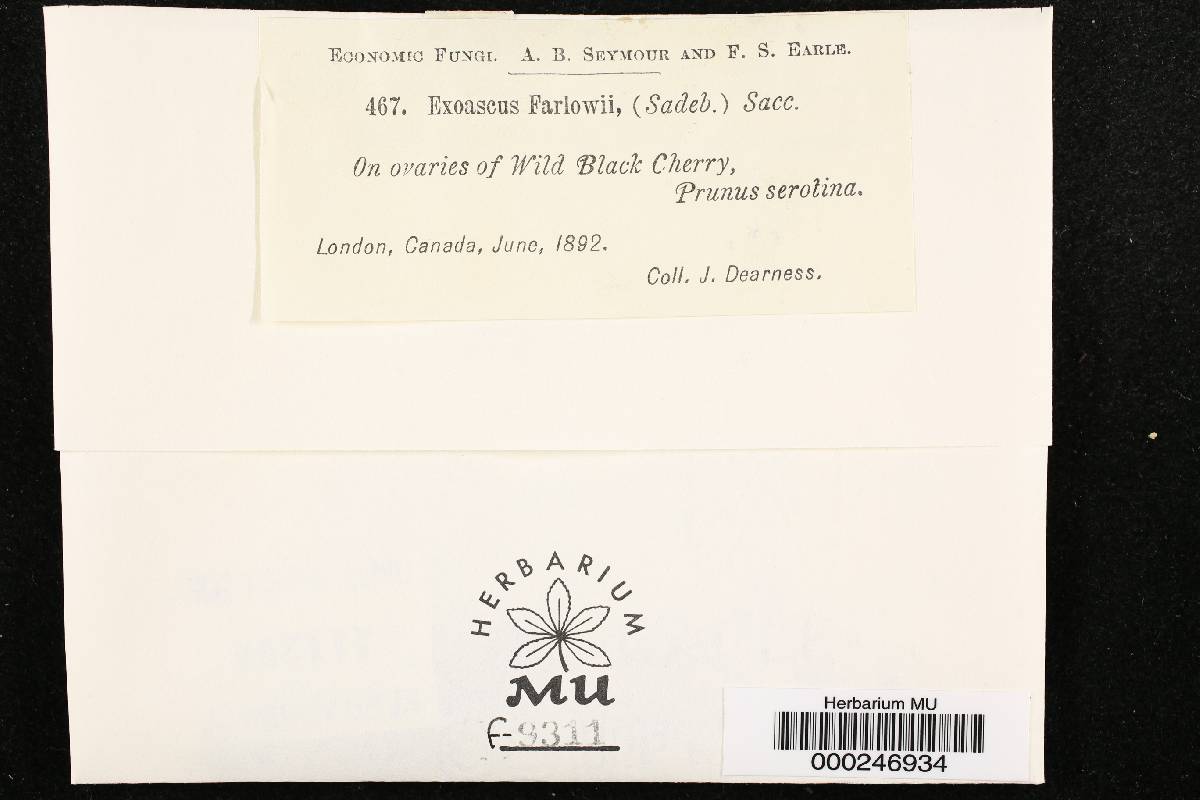 ECONOMIC FUNGI. A. B. SEYMOUR AND F. S. EARLE.
467. Exoascus Farlowii, (Sadeb.) Sacc.
On ovaries of Wild Black Cherry,
Prunus serotina.
London, Canada, June, 1892.
Coll. J. Dearness.
HERBARIUM
MU
F-9311
Herbarium MU
000246934